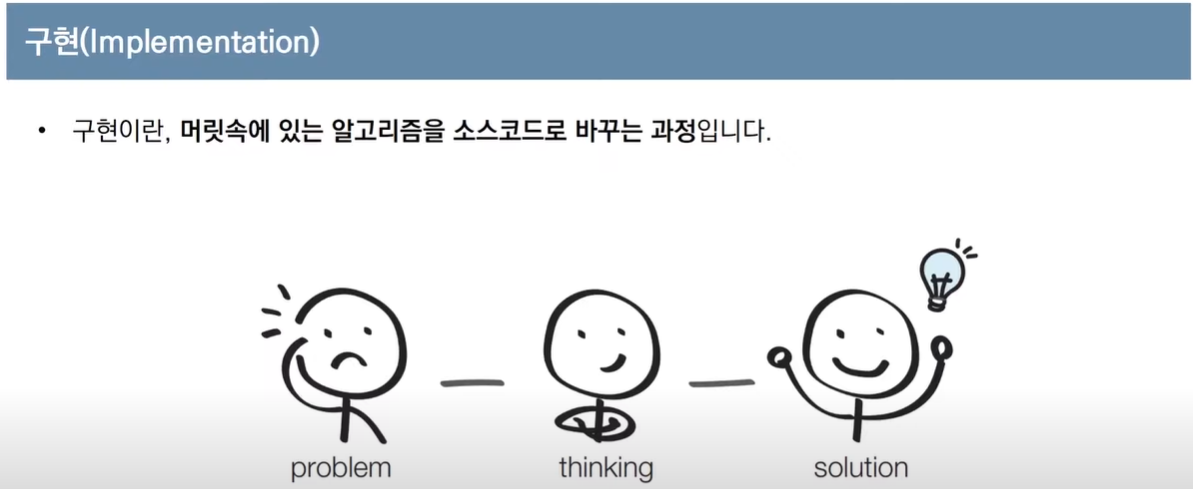 구현(Implementation)
• 구현이란, 머릿속에 있는 알고리즘을 소스코드로 바꾸는 과정입니다.
problem thinking solution